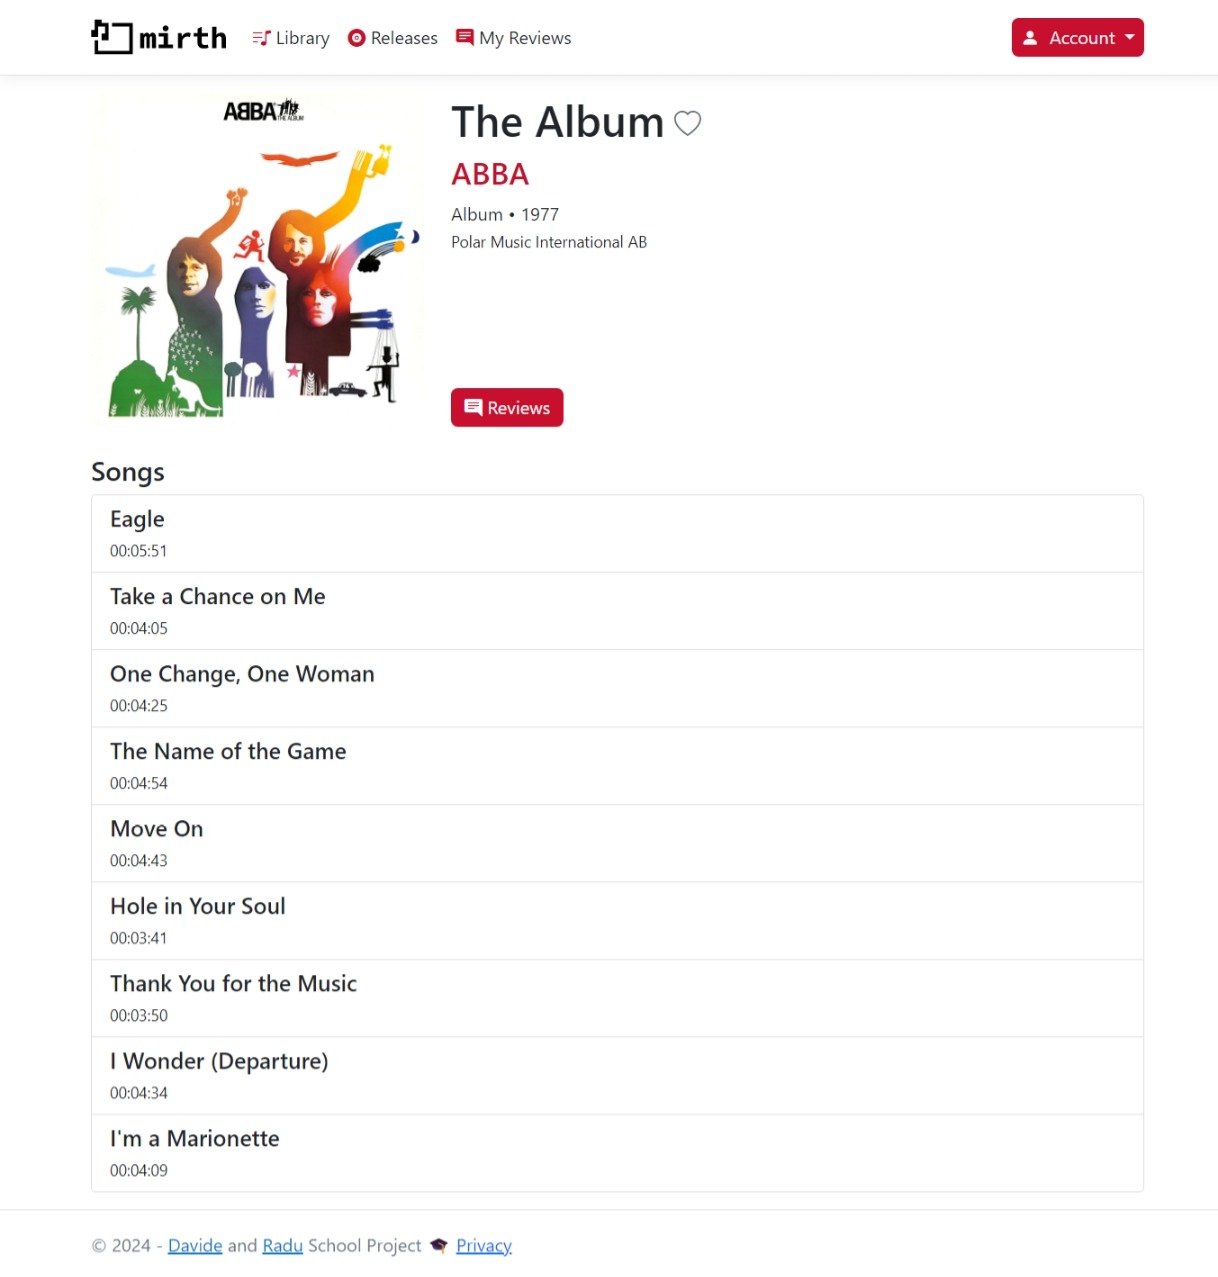 mirth Library Releases My Reviews Account
ABBA
THE ALBUM
The Album
ABBA
Album • 1977
Polar Music International AB
Reviews
Songs
Eagle
00:05:51
Take a Chance on Me
00:04:05
One Change, One Woman
00:04:25
The Name of the Game
00:04:54
Move On
00:04:43
Hole in Your Soul
00:03:41
Thank You for the Music
00:03:50
I Wonder (Departure)
00:04:34
I'm a Marionette
00:04:09
© 2024 - Davide and Radu School Project 🎓 Privacy